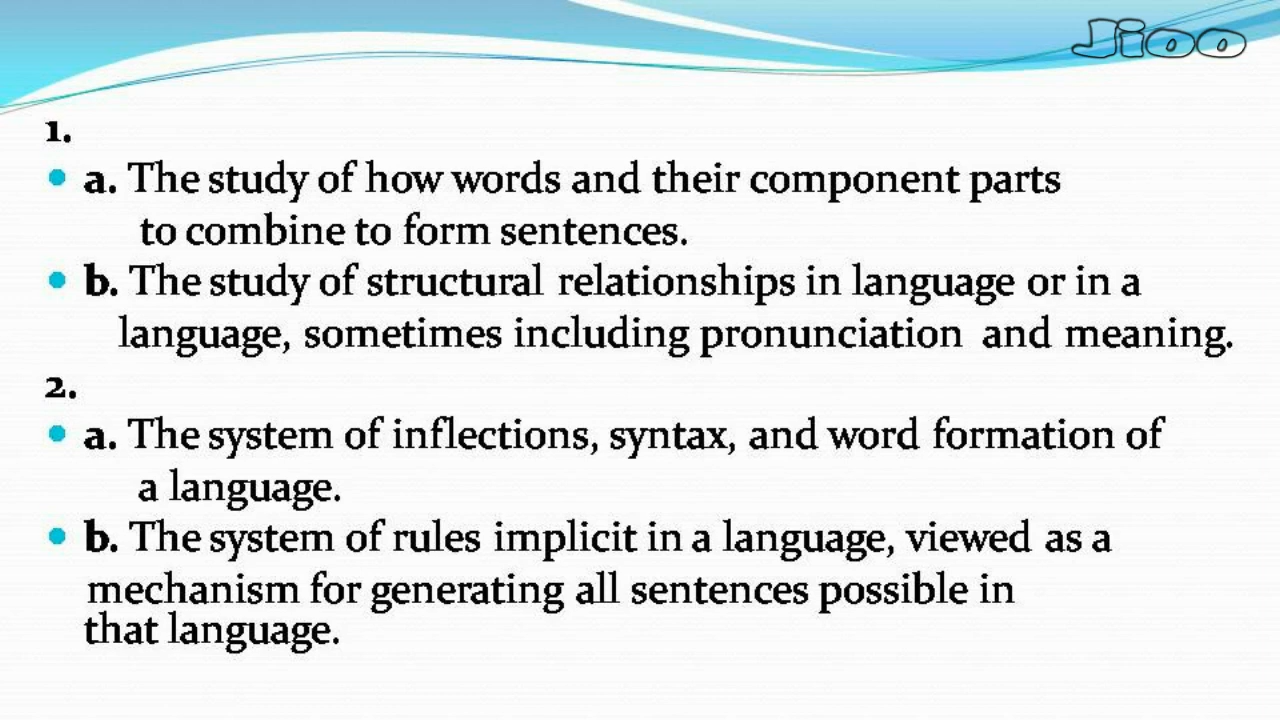 Jioo
1.
• a. The study of how words and their component parts
to combine to form sentences.
• b. The study of structural relationships in language or in a
language, sometimes including pronunciation and meaning.
2.
• a. The system of inflections, syntax, and word formation of
a language.
• b. The system of rules implicit in a language, viewed as a
mechanism for generating all sentences possible in
that language.